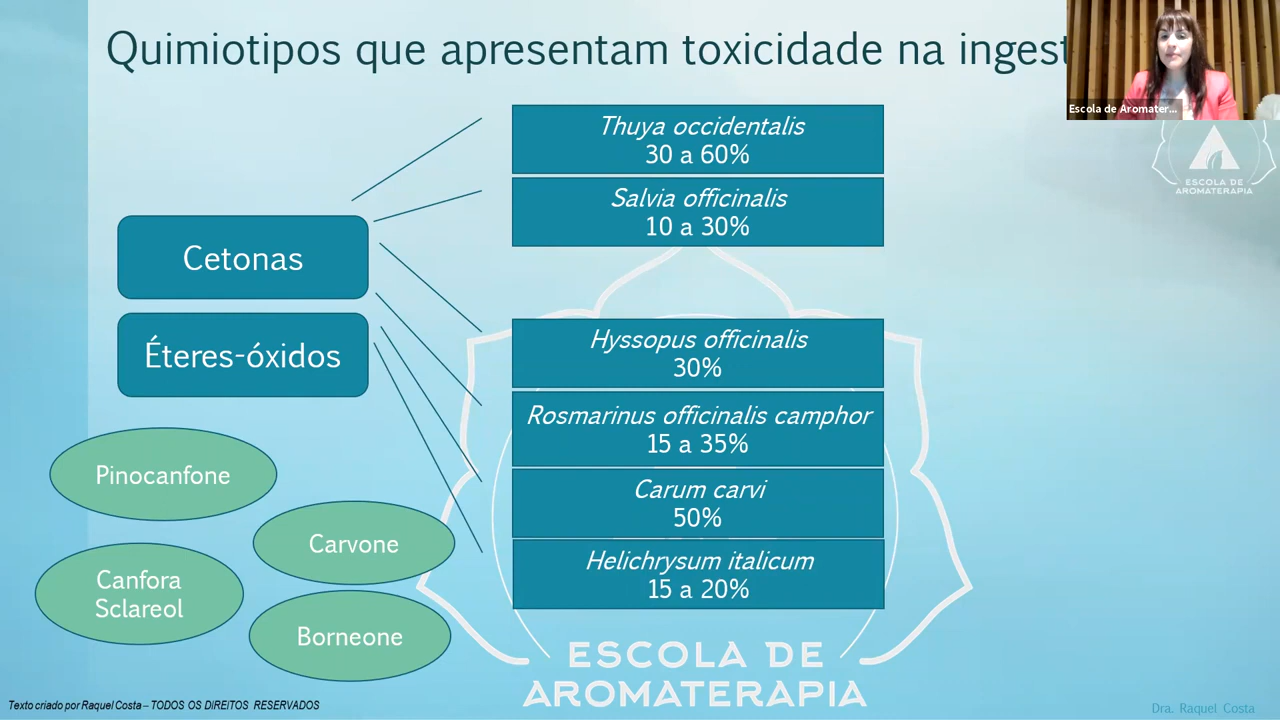 Quimiotipos que apresentam toxicidade na ingest
Escola de Aromater...
ESCOLA DE
AROMATERAPIA
Thuya occidentalis
30 a 60%
Salvia officinalis
10 a 30%
Cetonas
Éteres-óxidos
Hyssopus officinalis
30%
Rosmarinus officinalis camphor
15 a 35%
Carum carvi
50%
Helichrysum italicum
15 a 20%
Pinocanfone
Carvone
Canfora
Sclareol
Borneone
ESCOLA DE
AROMATERAPIA
Texto criado por Raquel Costa – TODOS OS DIREITOS RESERVADOS
Dra. Raquel Costa